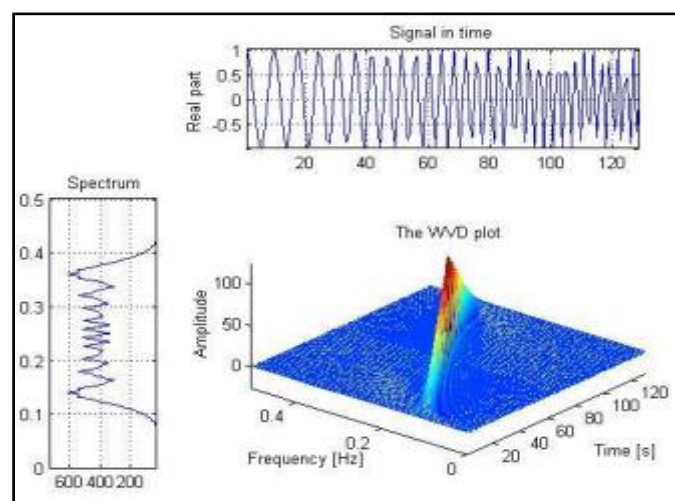 Signal in time
Real part
1
0.5
0
-0.5
20 40 60 80 100 120
Spectrum
0.5
0.4
0.3
0.2
0.1
0
600 400 200
The WVD plot
Amplitude
100
50
0
0.4
0.2
0
Frequency [Hz]
20
40
60
80
100
120
Time [s]